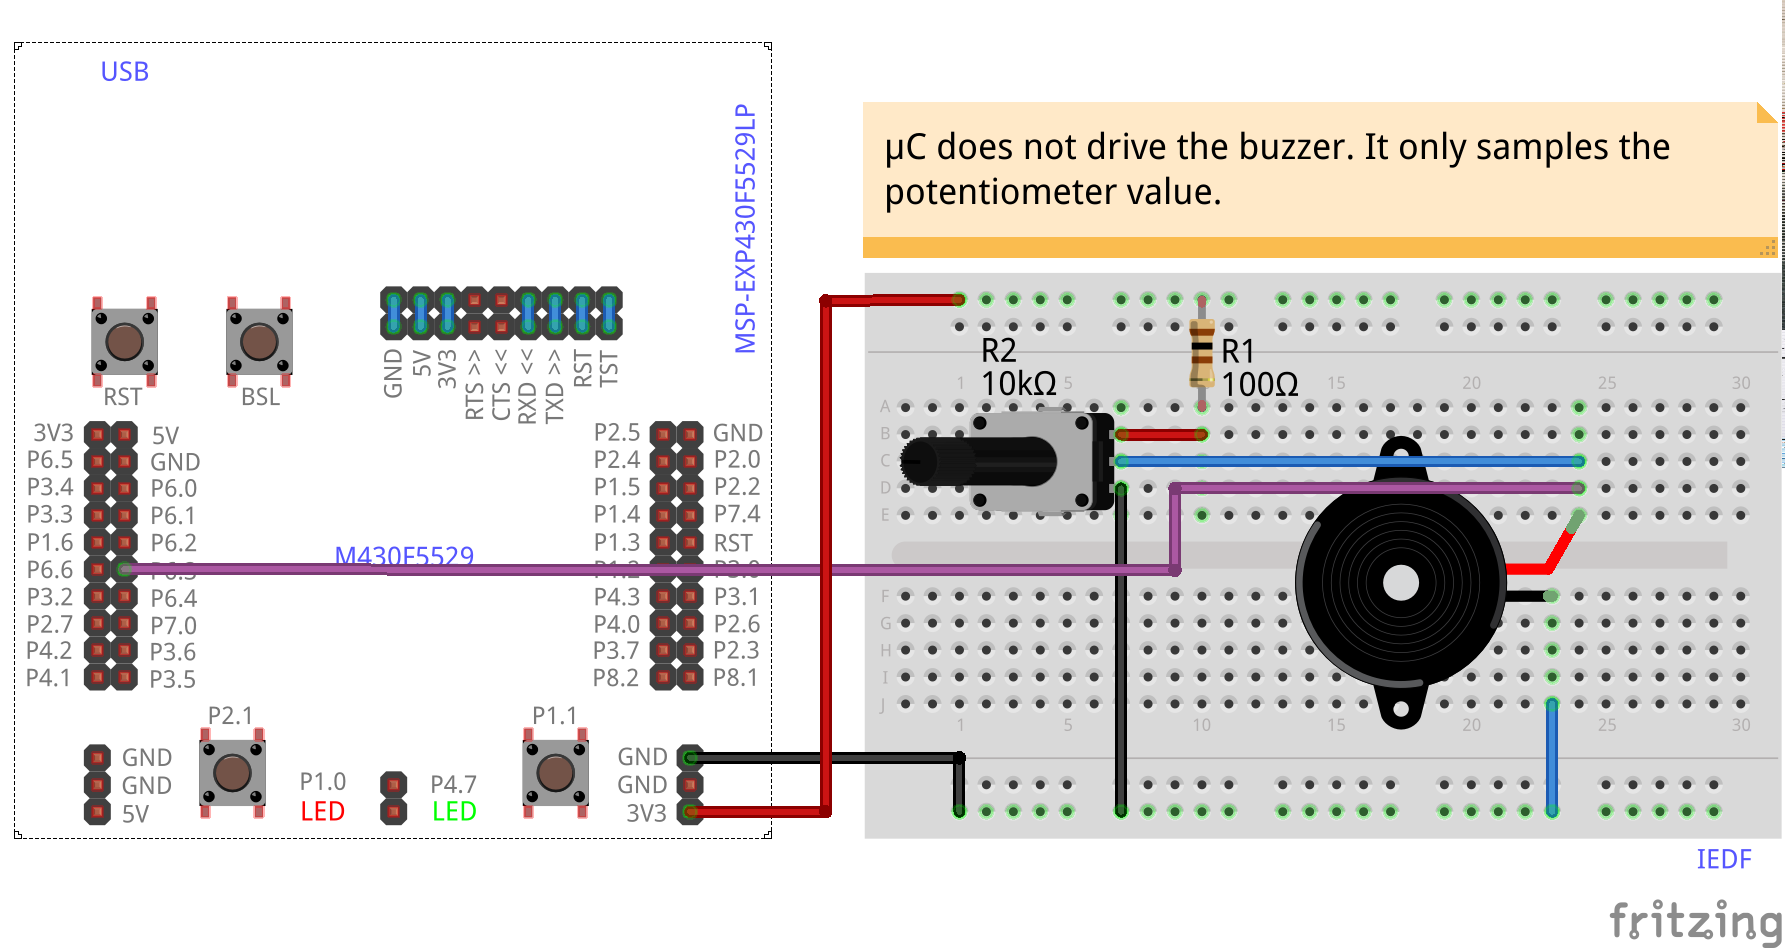 USB
MSP-EXP430F5529LP
µC does not drive the buzzer. It only samples the
potentiometer value.
RST
BSL
GND
5V
3V3
RTS >>
CTS <<
RXD <<
TXD >>
RST
TST
3V3 5V
P6.5 GND
P3.4 P6.0
P3.3 P6.1
P1.6 P6.2
P6.6 P6.3
P3.2 P6.4
P2.7 P7.0
P4.2 P3.6
P4.1 P3.5
M430F5529
P2.5 GND
P2.4 P2.0
P1.5 P2.2
P1.4 P7.4
P1.3 RST
P1.2 P3.0
P4.3 P3.1
P4.0 P2.6
P3.7 P2.3
P8.2 P8.1
P2.1
P1.1
GND
GND
5V
P1.0
LED
P4.7
LED
GND
GND
3V3
R2
10kΩ
R1
100Ω
1 5 15 20 25 30
A
B
C
D
E
F
G
H
I
J
1 5 10 15 20 25 30
IEDF
fritzing